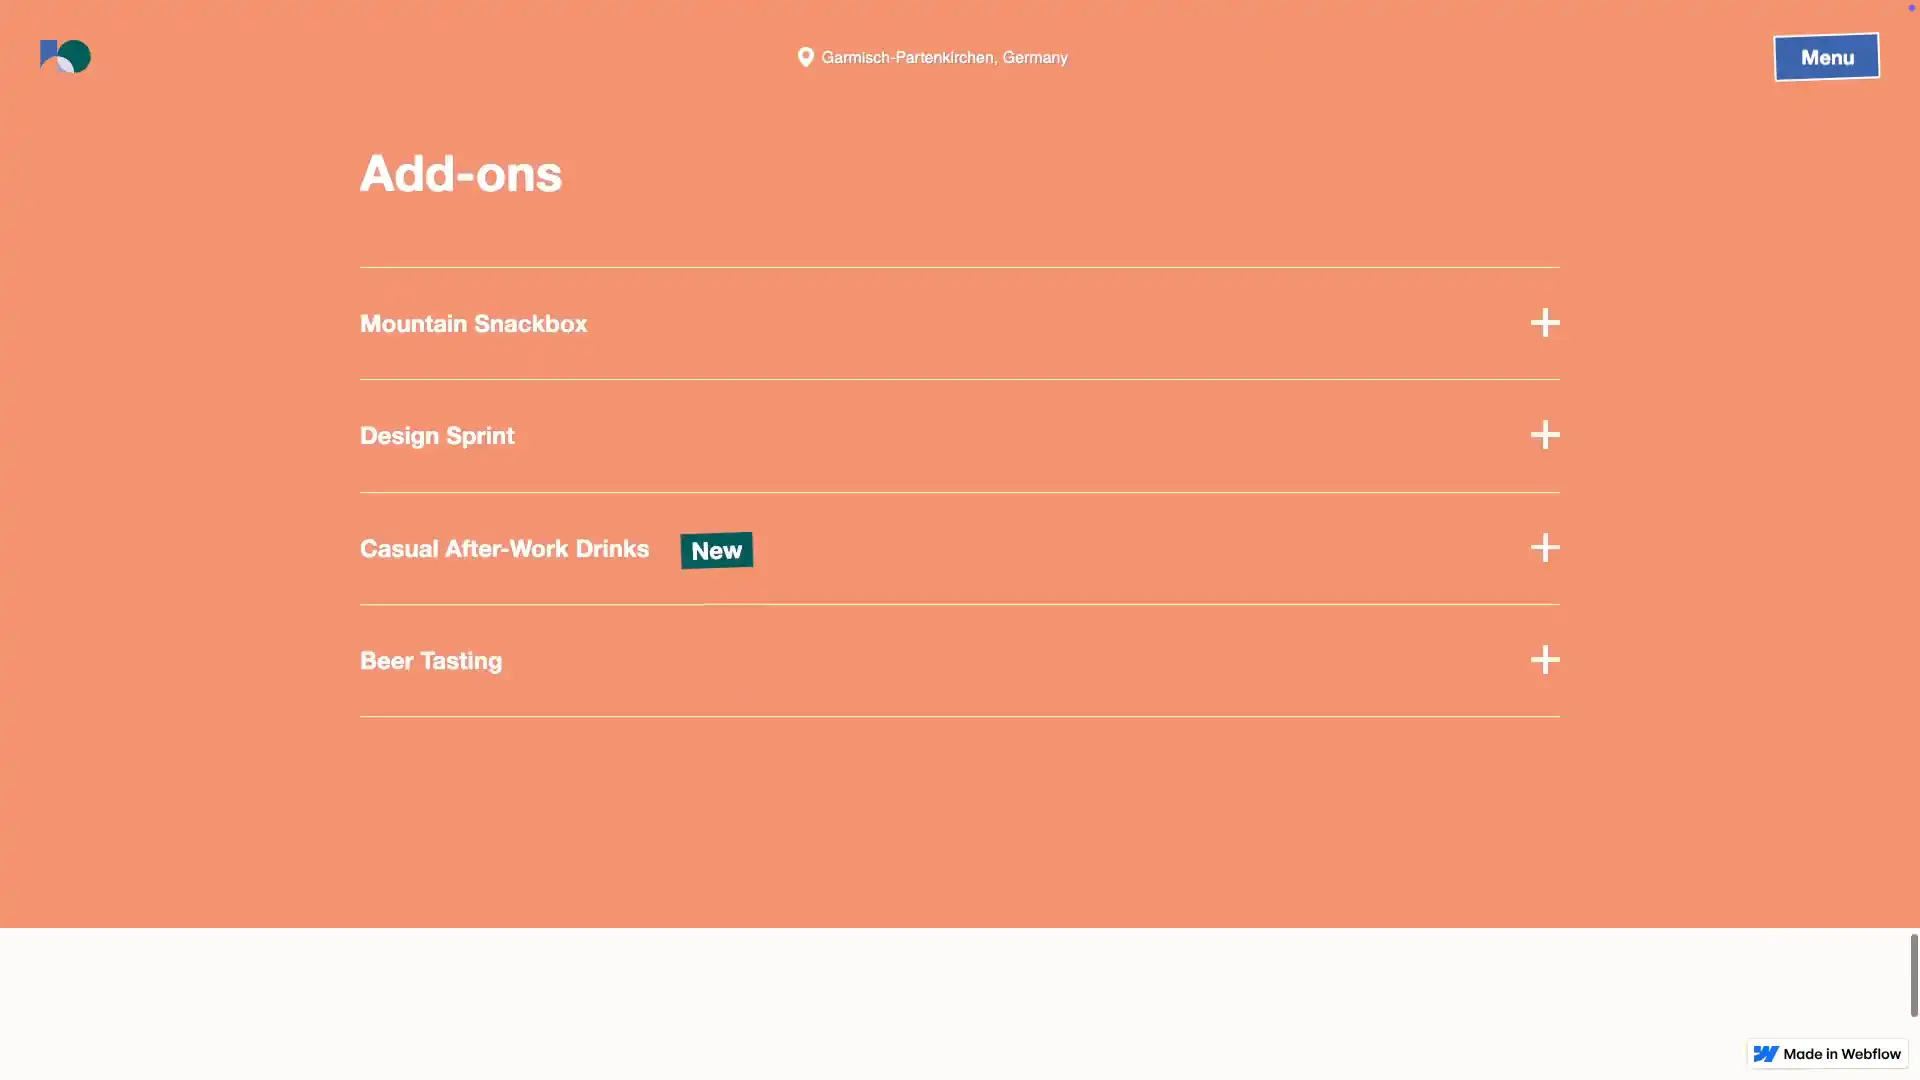 Garmisch-Partenkirchen, Germany
Menu
Add-ons
Mountain Snackbox
Design Sprint
Casual After-Work Drinks New
Beer Tasting
Made in Webflow